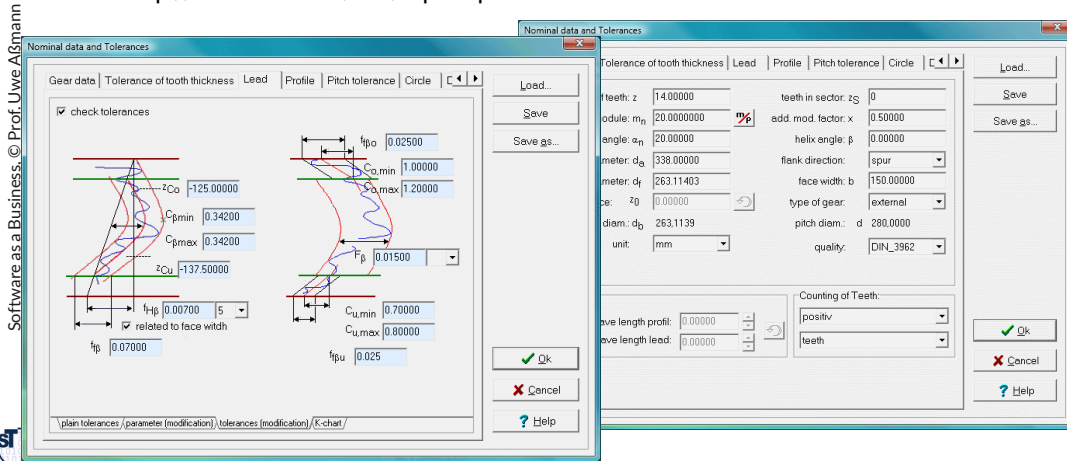 Software as a Business, © Prof. Uwe Aßmann
Nominal data and Tolerances
Gear data Tolerance of tooth thickness Lead Profile Pitch tolerance Circle
check tolerances
fβo 0.02500
Co,min 1.00000
Co,max 1.20000
zCo -125.00000
Cβmin 0.34200
Cβmax 0.34200
zCu -137.50000
Fβ 0.01500
fHβ 0.00700 5
related to face witdh
ffβ 0.07000
Cu,min 0.70000
Cu,max 0.80000
fβu 0.025
plain tolerances parameter (modification) tolerances (modification) K-chart
Load...
Save
Save as...
Ok
Cancel
? Help
Nominal data and Tolerances
Tolerance of tooth thickness Lead Profile Pitch tolerance Circle
f teeth: z 14.00000 teeth in sector: zS 0
odule: mn 20.0000000 m/p add. mod. factor: x 0.50000
angle: αn 20.00000 helix angle: β 0.00000
meter: da 338.00000 flank direction: spur
meter: df 263.11403 face width: b 150.00000
ce: z0 0.00000 type of gear: external
diam.: db 263,1139 pitch diam.: d 280,0000
unit: mm quality: DIN_3962
Counting of Teeth:
ave length profil: 0.00000 positiv
ave length lead: 0.00000 teeth
Load...
Save
Save as...
Ok
Cancel
? Help